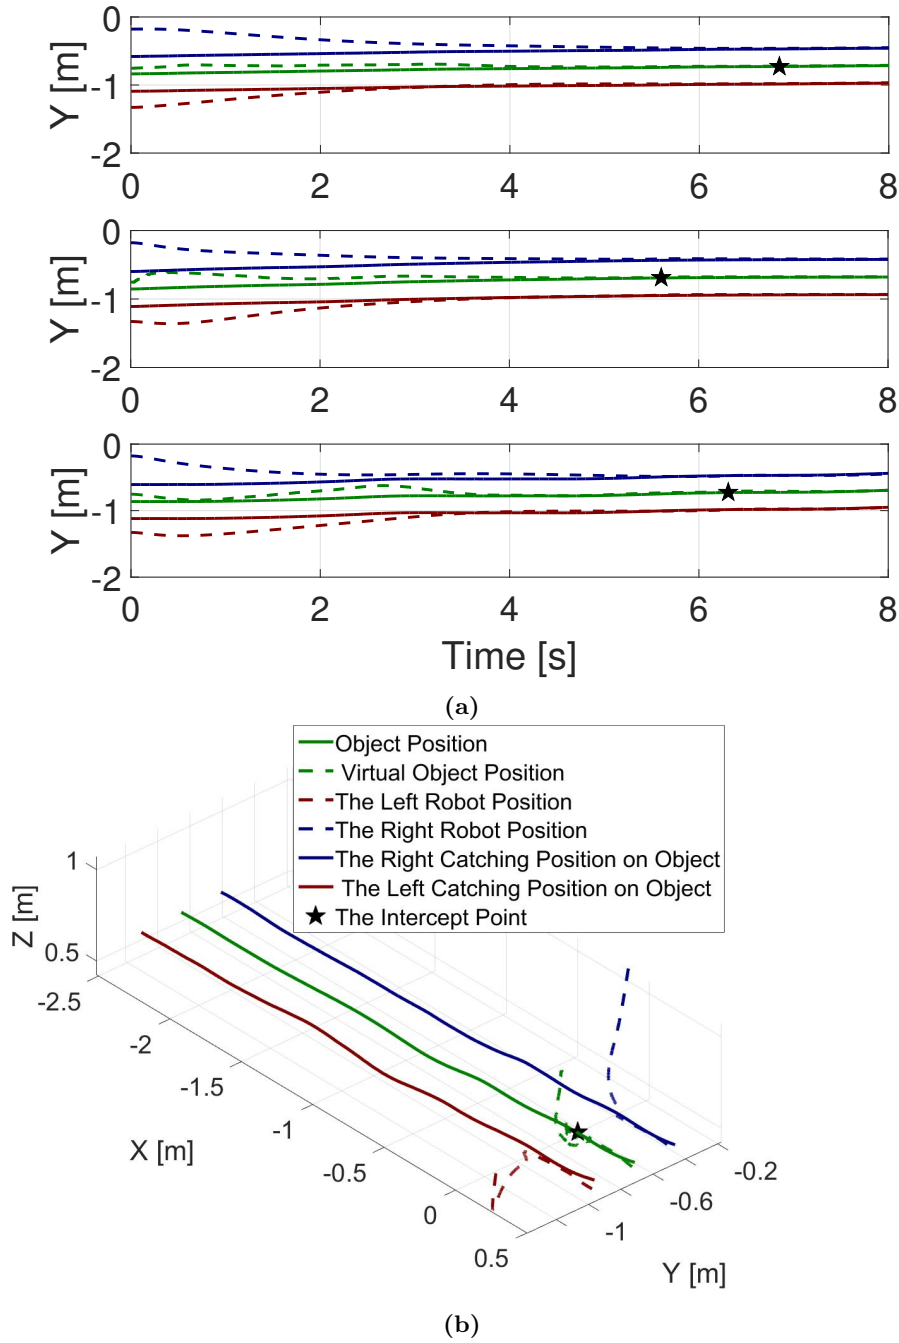 0
-1
-2
Y [m]
0 2 4 6 8
0
-1
-2
Y [m]
0 2 4 6 8
0
-1
-2
Y [m]
0 2 4 6 8
Time [s]
(a)
Object Position
Virtual Object Position
The Left Robot Position
The Right Robot Position
The Right Catching Position on Object
The Left Catching Position on Object
The Intercept Point
1
0.5
Z [m]
-2.5
-2
-1.5
-1
-0.5
0
0.5
X [m]
-0.2
-0.6
-1
Y [m]
(b)